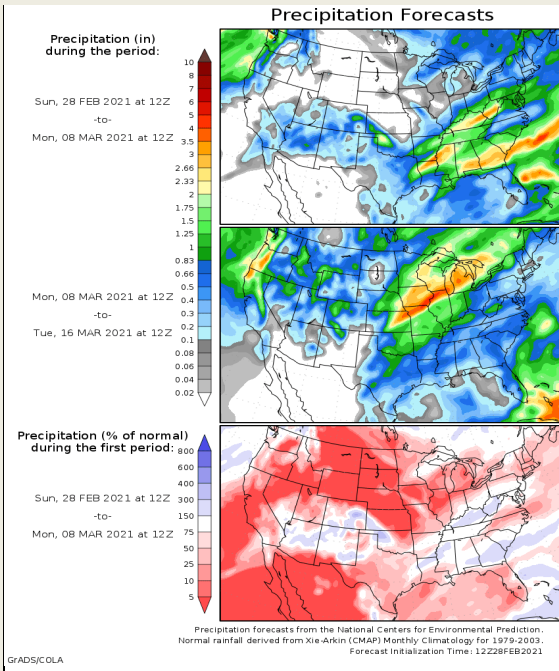 Precipitation Forecasts
Precipitation (in)
during the period:
Sun, 28 FEB 2021 at 12Z
-to-
Mon, 08 MAR 2021 at 12Z
10
8
7
6
5
4
3.5
3
2.66
2.33
2
1.75
1.5
1.25
1
0.83
0.66
0.5
0.4
0.3
0.2
0.1
0.08
0.06
0.04
0.02
Mon, 08 MAR 2021 at 12Z
-to-
Tue, 16 MAR 2021 at 12Z
Precipitation (% of normal)
during the first period:
Sun, 28 FEB 2021 at 12Z
-to-
Mon, 08 MAR 2021 at 12Z
800
600
400
300
150
75
50
25
10
5
Precipitation forecasts from the National Centers for Environmental Prediction.
Normal rainfall derived from Xie-Arkin (CMAP) Monthly Climatology for 1979-2003.
Forecast Initialization Time: 12Z28FEB2021
GrADS/COLA